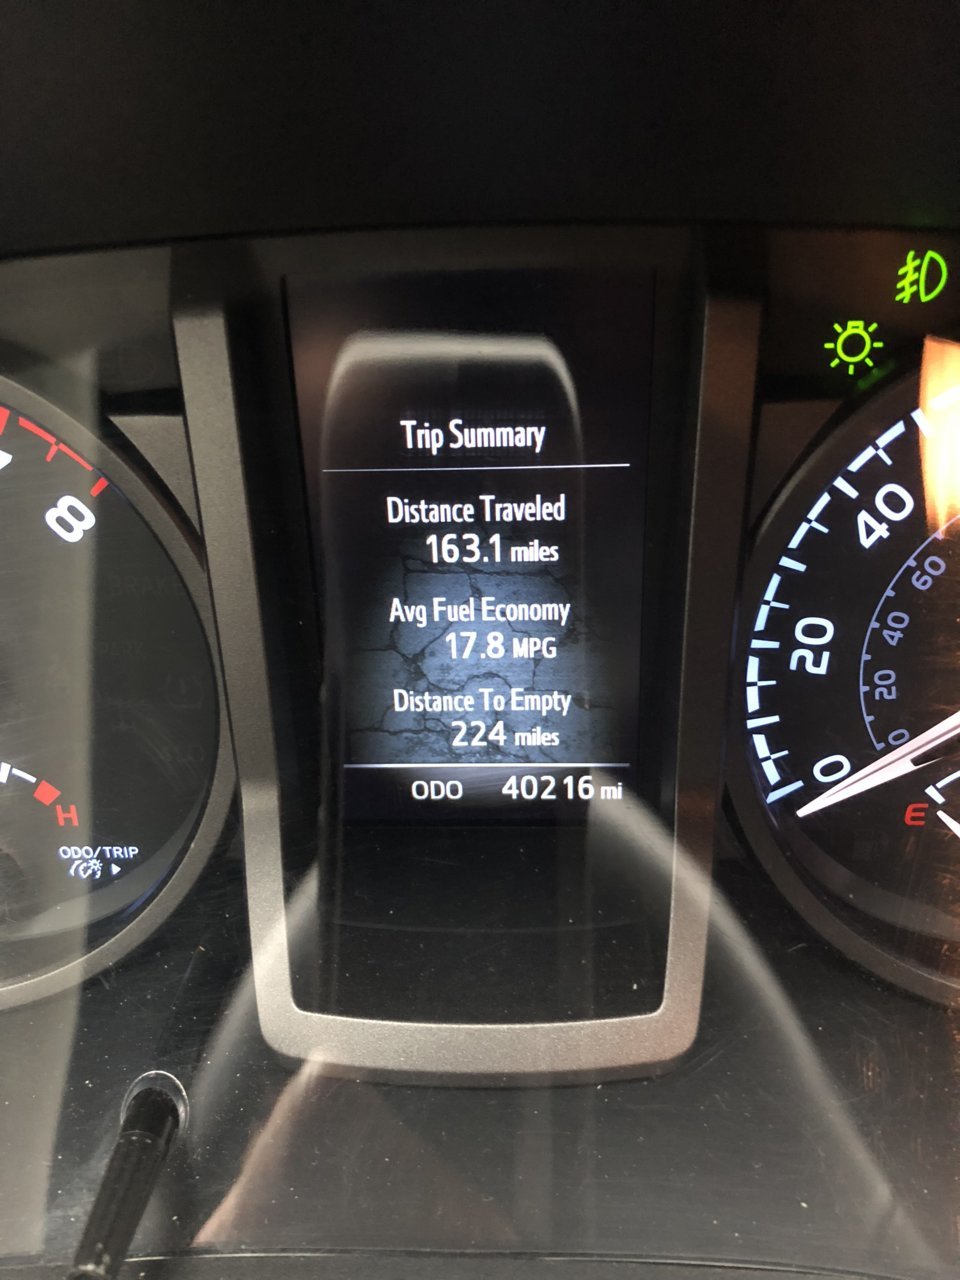 Trip Summary
Distance Traveled
163.1 miles
Avg Fuel Economy
17.8 MPG
Distance To Empty
224 miles
ODO 40216 mi
8
H
ODO/TRIP
40
20
0
60
40
20
0
E